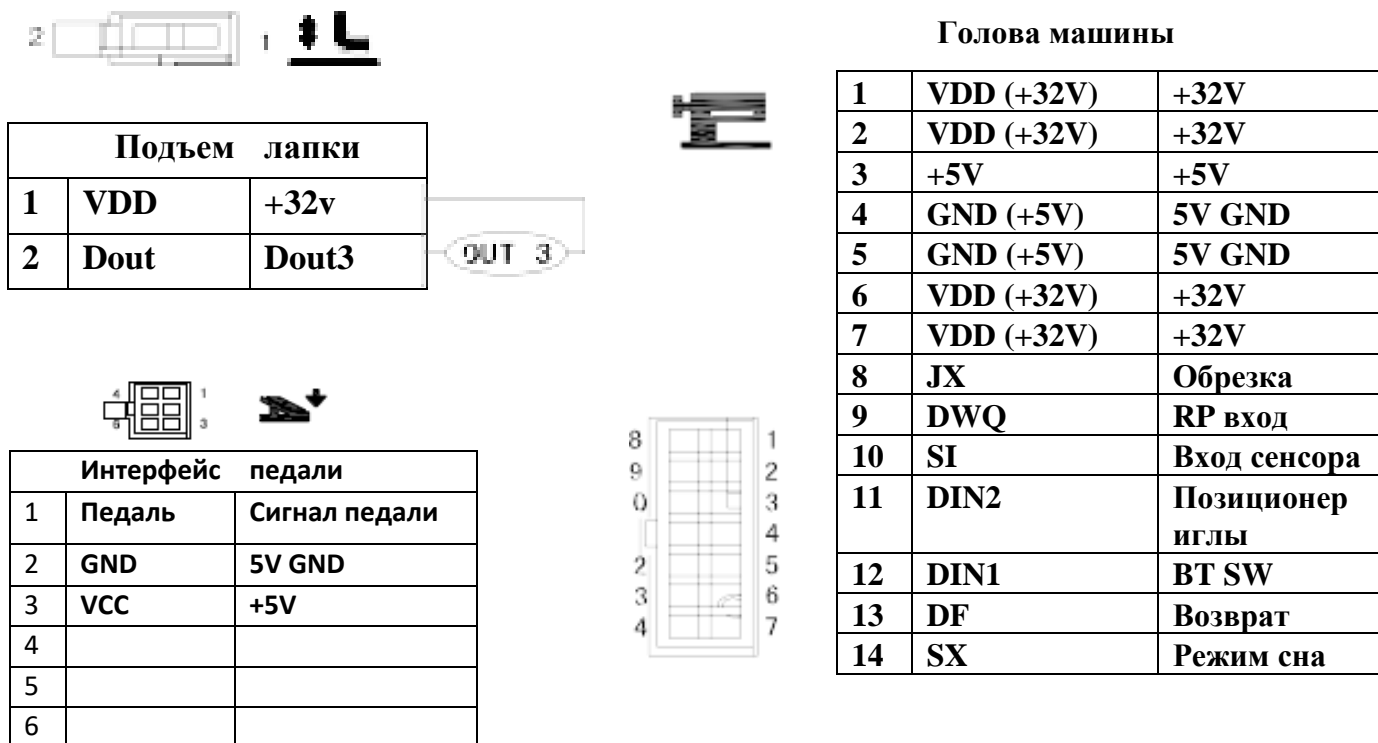 2
1
Подъем лапки
1 VDD +32v
2 Dout Dout3
OUT 3
4 1
6 3
Интерфейс педали
1 Педаль Сигнал педали
2 GND 5V GND
3 VCC +5V
4
5
6
Голова машины
1 VDD (+32V) +32V
2 VDD (+32V) +32V
3 +5V +5V
4 GND (+5V) 5V GND
5 GND (+5V) 5V GND
6 VDD (+32V) +32V
7 VDD (+32V) +32V
8 JX Обрезка
9 DWQ RP вход
10 SI Вход сенсора
11 DIN2 Позиционер
иглы
12 DIN1 BT SW
13 DF Возврат
14 SX Режим сна
8 1
9 2
0 3
4
2 5
3 6
4 7